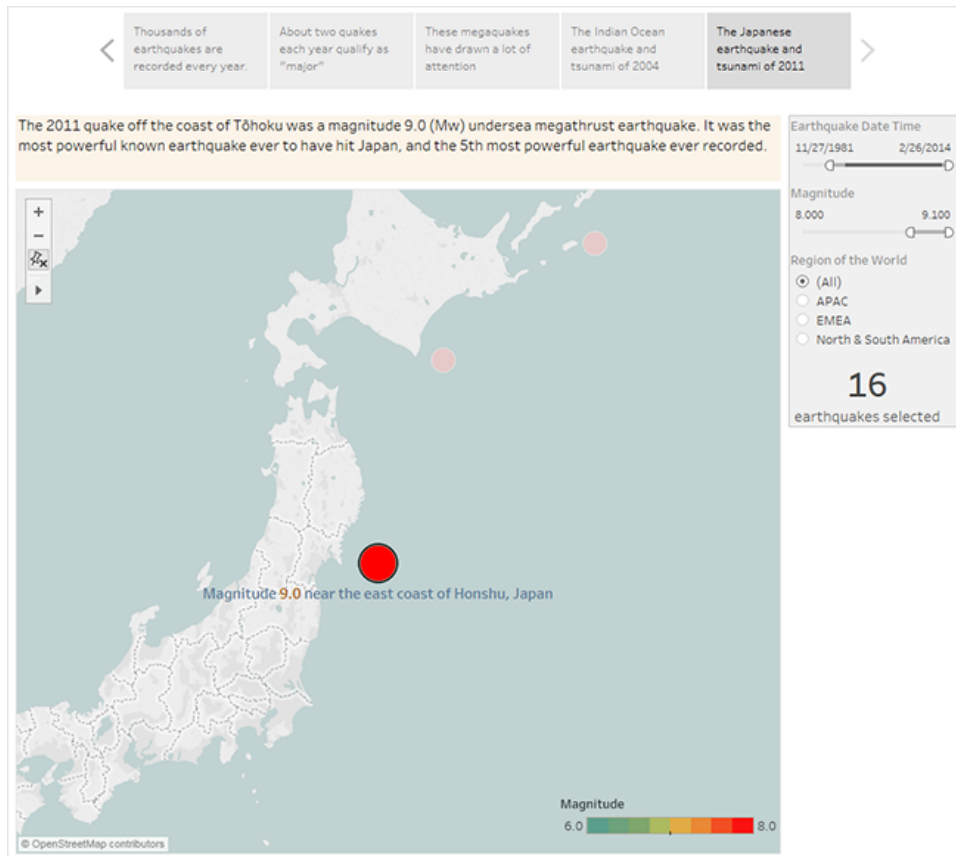 Thousands of
earthquakes are
recorded every year.
About two quakes
each year qualify as
"major"
These megaquakes
have drawn a lot of
attention
The Indian Ocean
earthquake and
tsunami of 2004
The Japanese
earthquake and
tsunami of 2011
The 2011 quake off the coast of Tōhoku was a magnitude 9.0 (Mw) undersea megathrust earthquake. It was the
most powerful known earthquake ever to have hit Japan, and the 5th most powerful earthquake ever recorded.
Earthquake Date Time
11/27/1981 2/26/2014
Magnitude
8.000 9.100
Region of the World
(All)
APAC
EMEA
North & South America
16
earthquakes selected
Magnitude 9.0 near the east coast of Honshu, Japan
Magnitude
6.0 8.0
© OpenStreetMap contributors